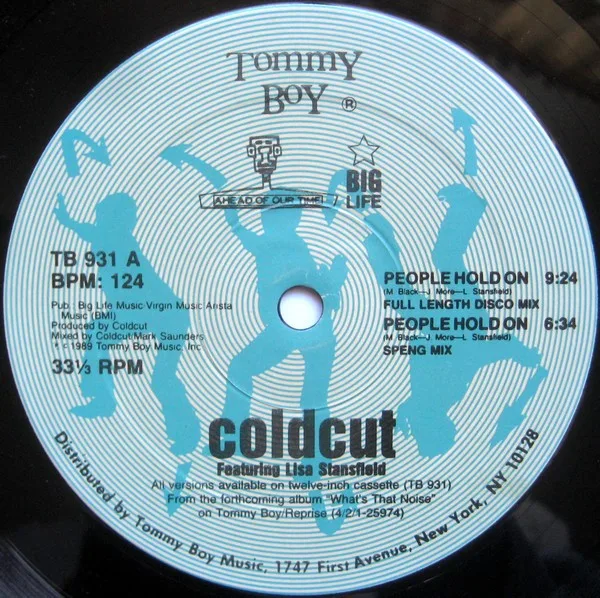 Tommy
Boy ®
AHEAD OF OUR TIME!
BIG
LIFE
TB 931 A
BPM: 124
Pub.: Big Life Music/Virgin Music/Arista
Music (BMI)
Produced by Coldcut
Mixed by Coldcut/Mark Saunders
℗ © 1989 Tommy Boy Music, Inc.
33⅓ RPM
PEOPLE HOLD ON 9:24
(M. Black—J. More—L. Stansfield)
FULL LENGTH DISCO MIX
PEOPLE HOLD ON 6:34
(M. Black—J. More—L. Stansfield)
SPENG MIX
coldcut
Featuring Lisa Stansfield
All versions available on twelve-inch cassette (TB 931)
From the forthcoming album "What's That Noise"
on Tommy Boy/Reprise (4/2/1-25974)
Distributed by Tommy Boy Music, 1747 First Avenue, New York, NY 10128